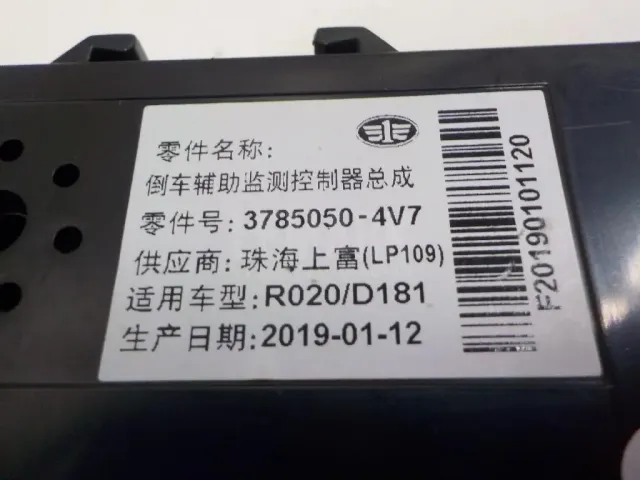 零件名称:
倒车辅助监测控制器总成
零件号: 3785050-4V7
供应商: 珠海上富(LP109)
适用车型: R020/D181
生产日期: 2019-01-12
F20190101120